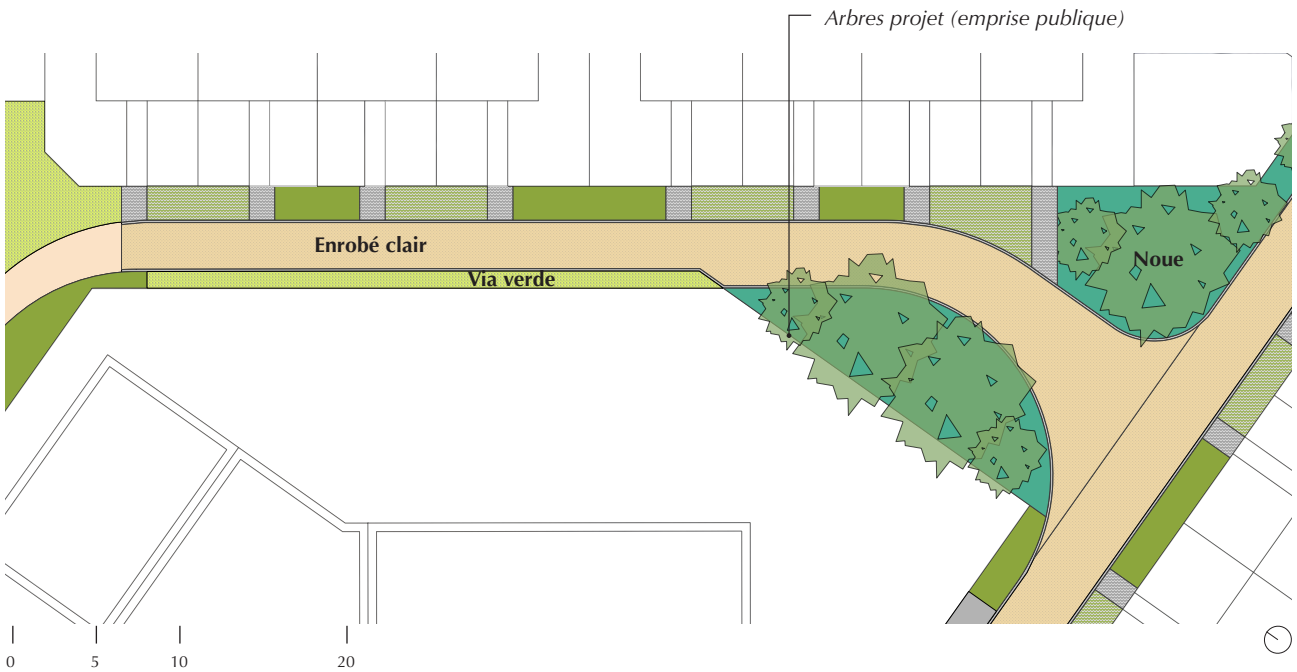 Arbres projet (emprise publique)
Enrobé clair
Via verde
Noue
0 5 10 20